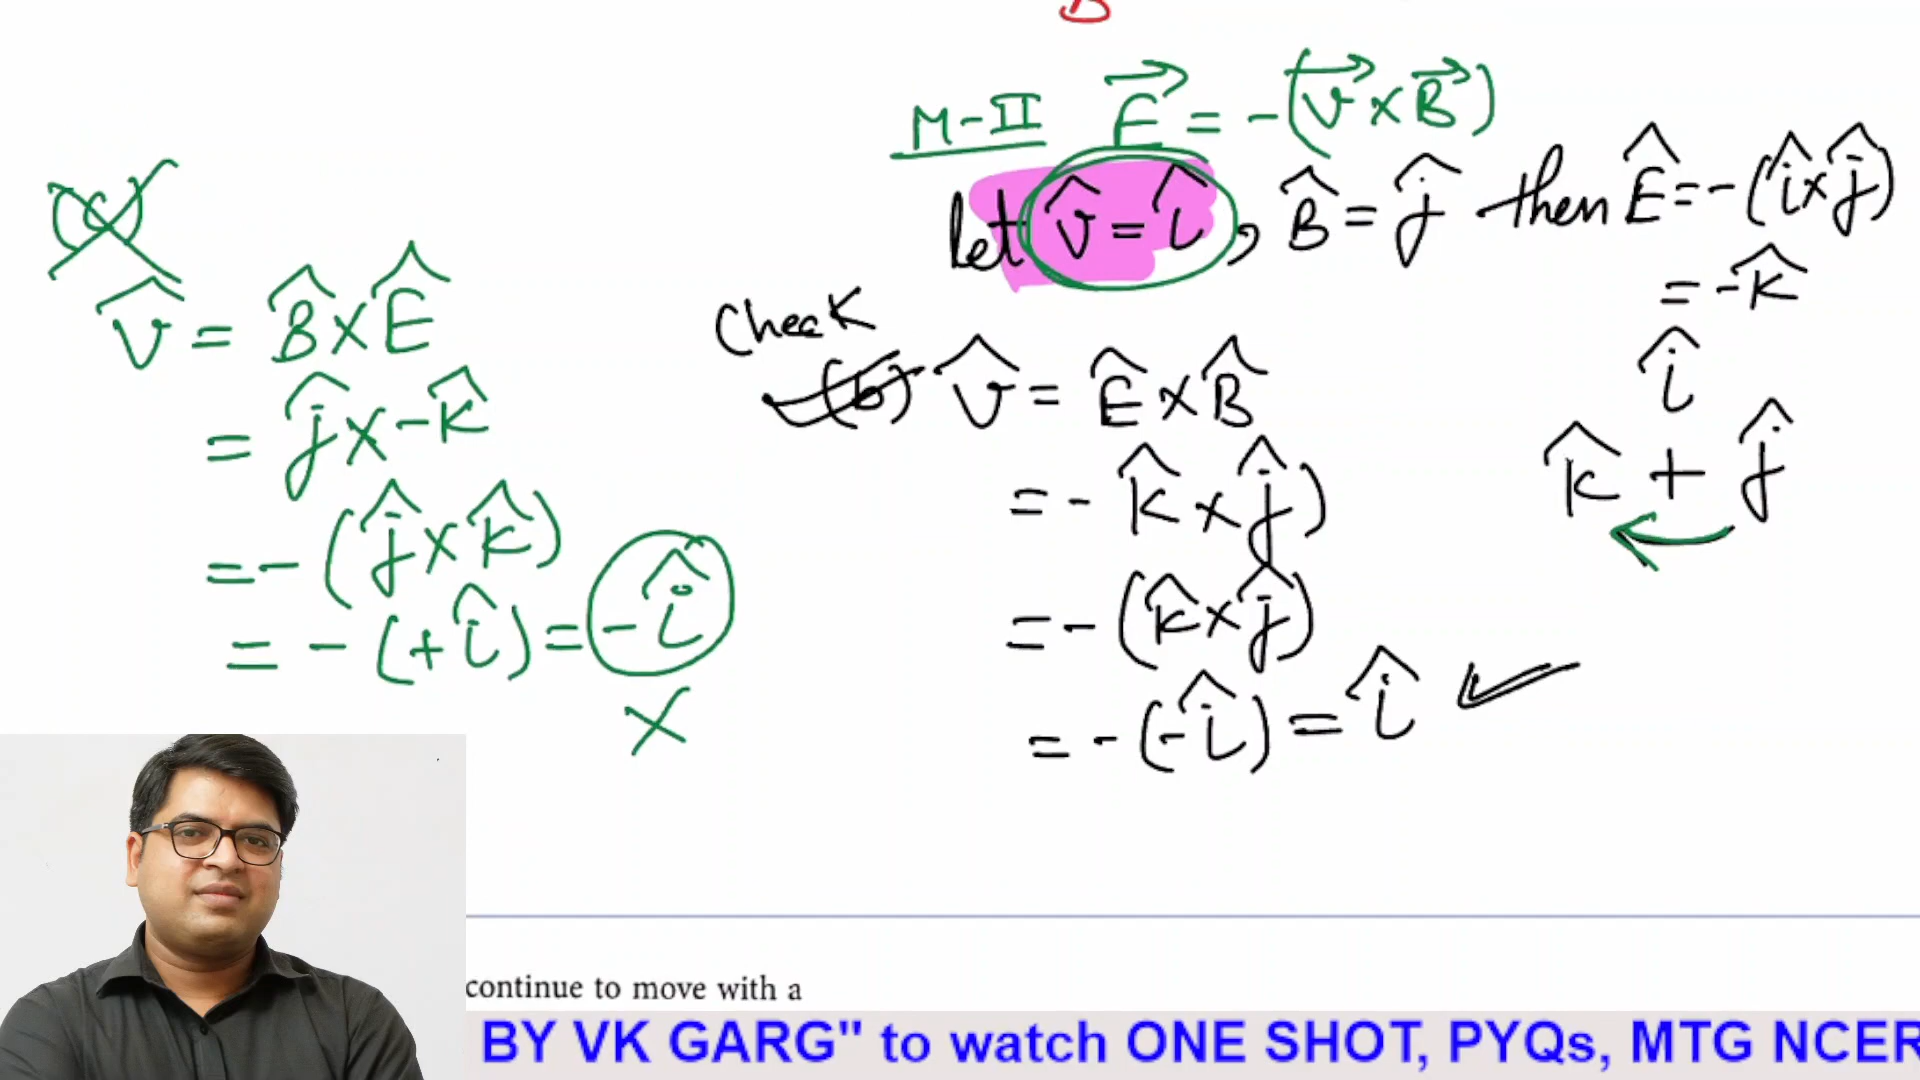 B
M-II E⃗ = -(v⃗ × B⃗)
let v̂ = î, B̂ = ĵ then Ê = -(î × ĵ)
= -k̂
î
k̂ + ĵ
Check
(b) v̂ = Ê × B̂
= - k̂ × ĵ)
= - (k̂ × ĵ)
= - (-î) = î ✓
(c)
v̂ = B̂ × Ê
= ĵ × -k̂
= - (ĵ × k̂)
= - (+î) = -î
×
continue to move with a
BY VK GARG" to watch ONE SHOT, PYQs, MTG NCER